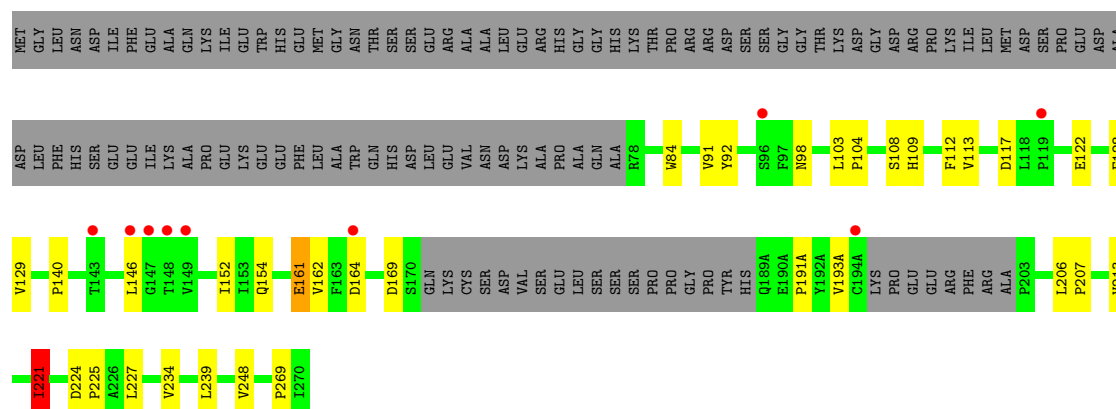 MET GLY LEU ASN ASP ILE PHE GLU ALA GLN LYS ILE GLU TRP HIS GLU MET GLY ASN THR SER SER GLU ARG ALA ALA LEU GLU ARG HIS GLY GLY HIS LYS THR PRO ARG ARG ASP SER SER GLY GLY THR LYS ASP GLY ASP ARG PRO LYS ILE LEU MET ASP SER PRO GLU ASP
ASP LEU PHE HIS SER GLU GLU ILE LYS ALA PRO GLU LYS GLU GLU PHE LEU ALA TRP GLN HIS ASP LEU GLU VAL ASN ASP LYS ALA PRO ALA GLN ALA R78 W84 V91 Y92 S96 F97 N98 L103 P104 S108 H109 F112 V113 D117 L118 P119 E122
V129 P140 T143 L146 G147 T148 V149 I152 I153 Q154 E161 V162 F163 D164 D169 S170 GLN LYS CYS SER ASP VAL SER GLU LEU SER SER SER PRO PRO GLY PRO TYR HIS Q189A E190A P191A Y192A V193A C194A LYS PRO GLU GLU ARG PHE ARG ALA P203 L206 P207
I221 D224 P225 A226 L227 V234 L239 V248 P269 I270